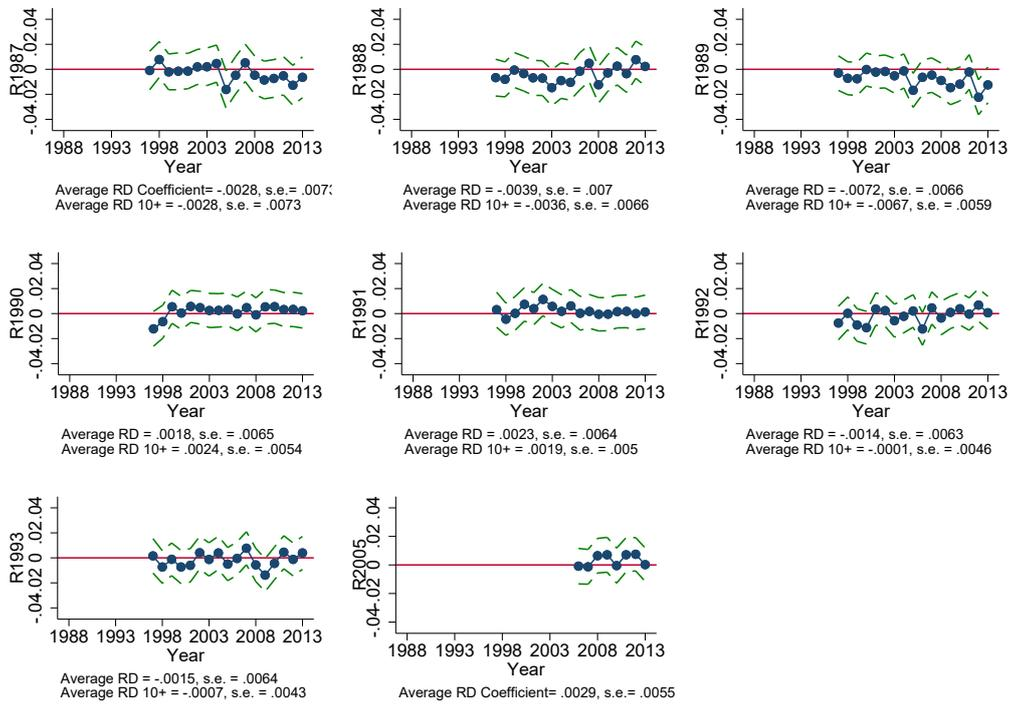 R1987
-.04.02 0 .02.04
1988 1993 1998 2003 2008 2013
Year
Average RD Coefficient= -.0028, s.e.= .0073
Average RD 10+ = -.0028, s.e. = .0073
R1988
-.04.02 0 .02.04
1988 1993 1998 2003 2008 2013
Year
Average RD = -.0039, s.e. = .007
Average RD 10+ = -.0036, s.e. = .0066
R1989
-.04.02 0 .02.04
1988 1993 1998 2003 2008 2013
Year
Average RD = -.0072, s.e. = .0066
Average RD 10+ = -.0067, s.e. = .0059
R1990
-.04.02 0 .02.04
1988 1993 1998 2003 2008 2013
Year
Average RD = .0018, s.e. = .0065
Average RD 10+ = .0024, s.e. = .0054
R1991
-.04.02 0 .02.04
1988 1993 1998 2003 2008 2013
Year
Average RD = .0023, s.e. = .0064
Average RD 10+ = .0019, s.e. = .005
R1992
-.04.02 0 .02.04
1988 1993 1998 2003 2008 2013
Year
Average RD = -.0014, s.e. = .0063
Average RD 10+ = -.0001, s.e. = .0046
R1993
-.04.02 0 .02.04
1988 1993 1998 2003 2008 2013
Year
Average RD = -.0015, s.e. = .0064
Average RD 10+ = -.0007, s.e. = .0043
R2005
-.04.02 0 .02.04
1988 1993 1998 2003 2008 2013
Year
Average RD Coefficient= .0029, s.e.= .0055